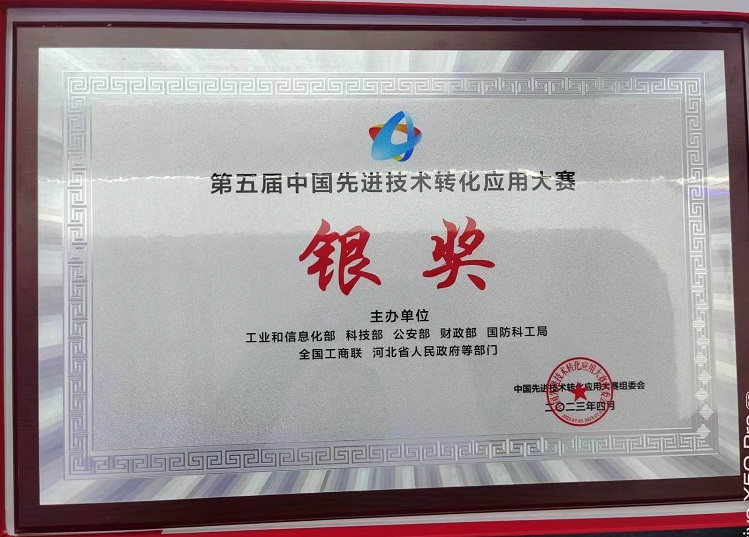 第五届中国先进技术转化应用大赛
银奖
主办单位
工业和信息化部 科技部 公安部 财政部 国防科工局
全国工商联 河北省人民政府等部门
中国先进技术转化应用大赛组委会
二〇二三年四月